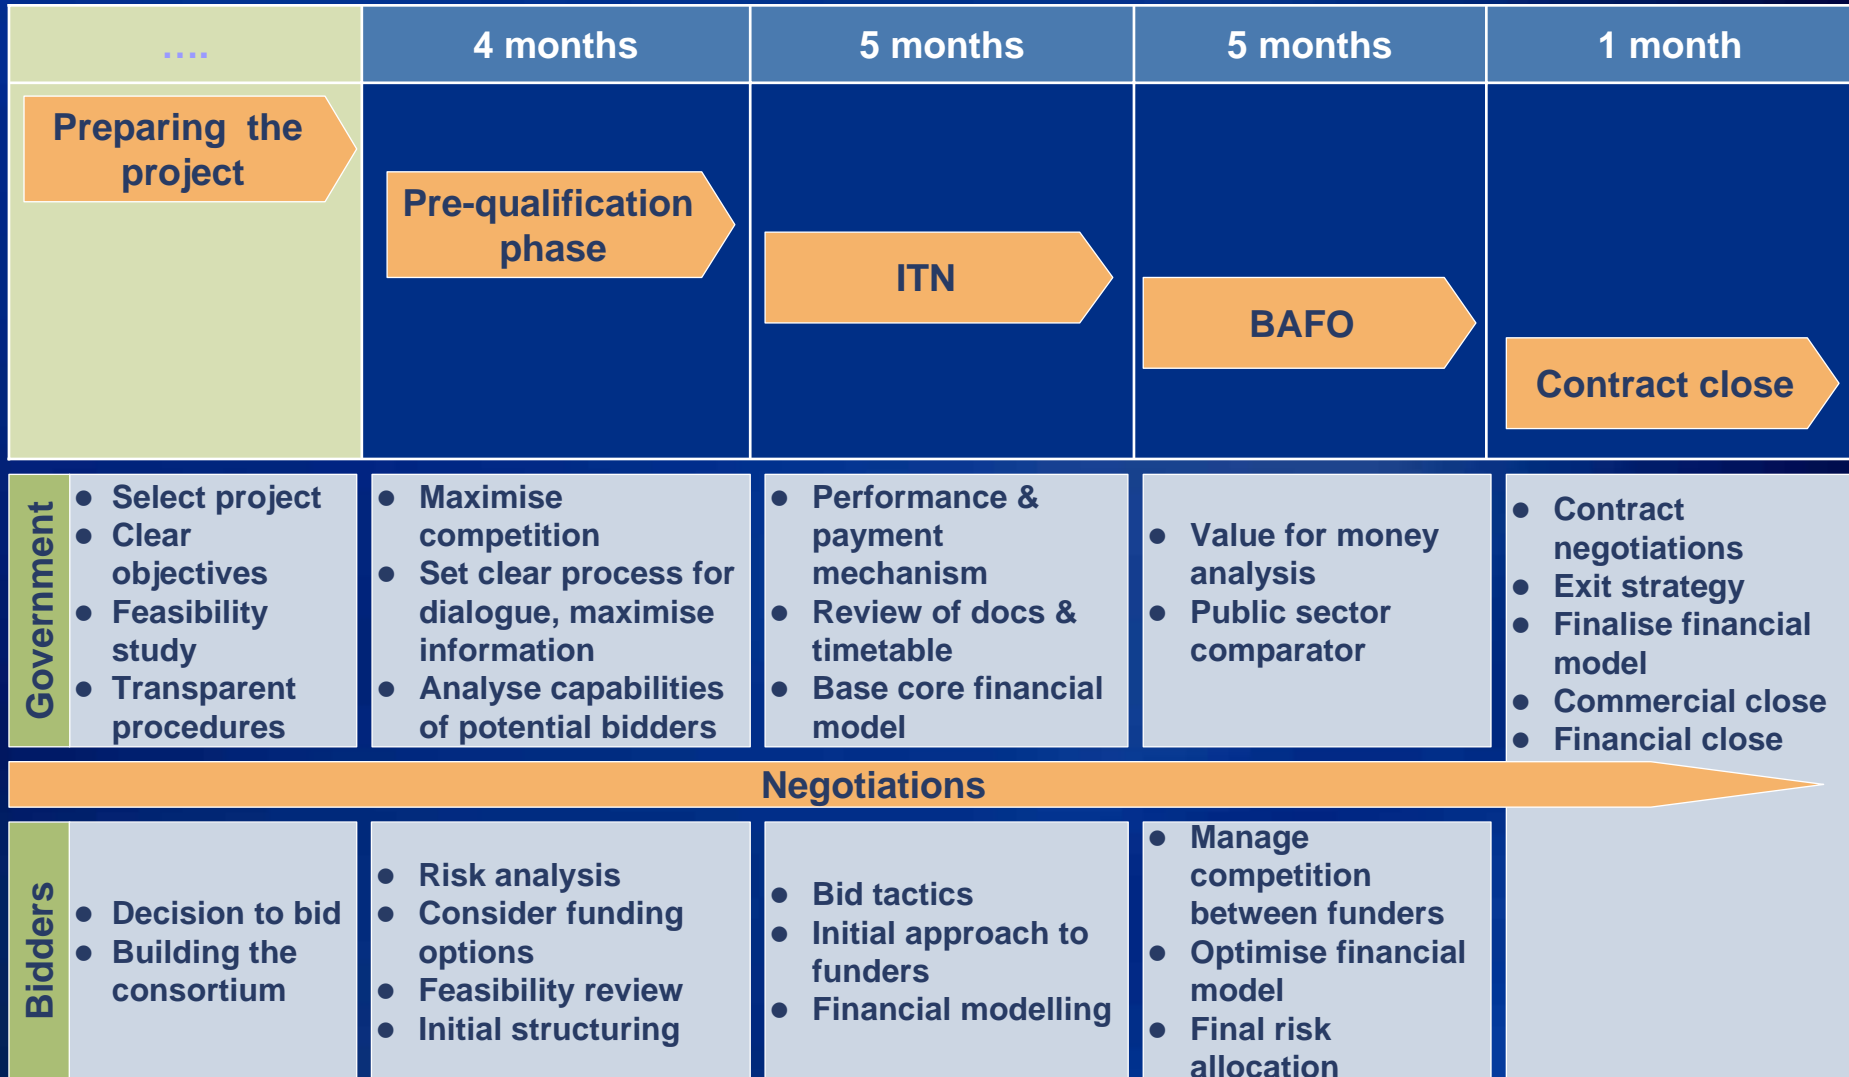 ....
4 months
5 months
5 months
1 month
Preparing the
project
Pre-qualification
phase
ITN
BAFO
Contract close
Government
● Select project
● Clear
objectives
● Feasibility
study
● Transparent
procedures
● Maximise
competition
● Set clear process for
dialogue, maximise
information
● Analyse capabilities
of potential bidders
● Performance &
payment
mechanism
● Review of docs &
timetable
● Base core financial
model
● Value for money
analysis
● Public sector
comparator
● Contract
negotiations
● Exit strategy
● Finalise financial
model
● Commercial close
● Financial close
Negotiations
Bidders
● Decision to bid
● Building the
consortium
● Risk analysis
● Consider funding
options
● Feasibility review
● Initial structuring
● Bid tactics
● Initial approach to
funders
● Financial modelling
● Manage
competition
between funders
● Optimise financial
model
● Final risk
allocation